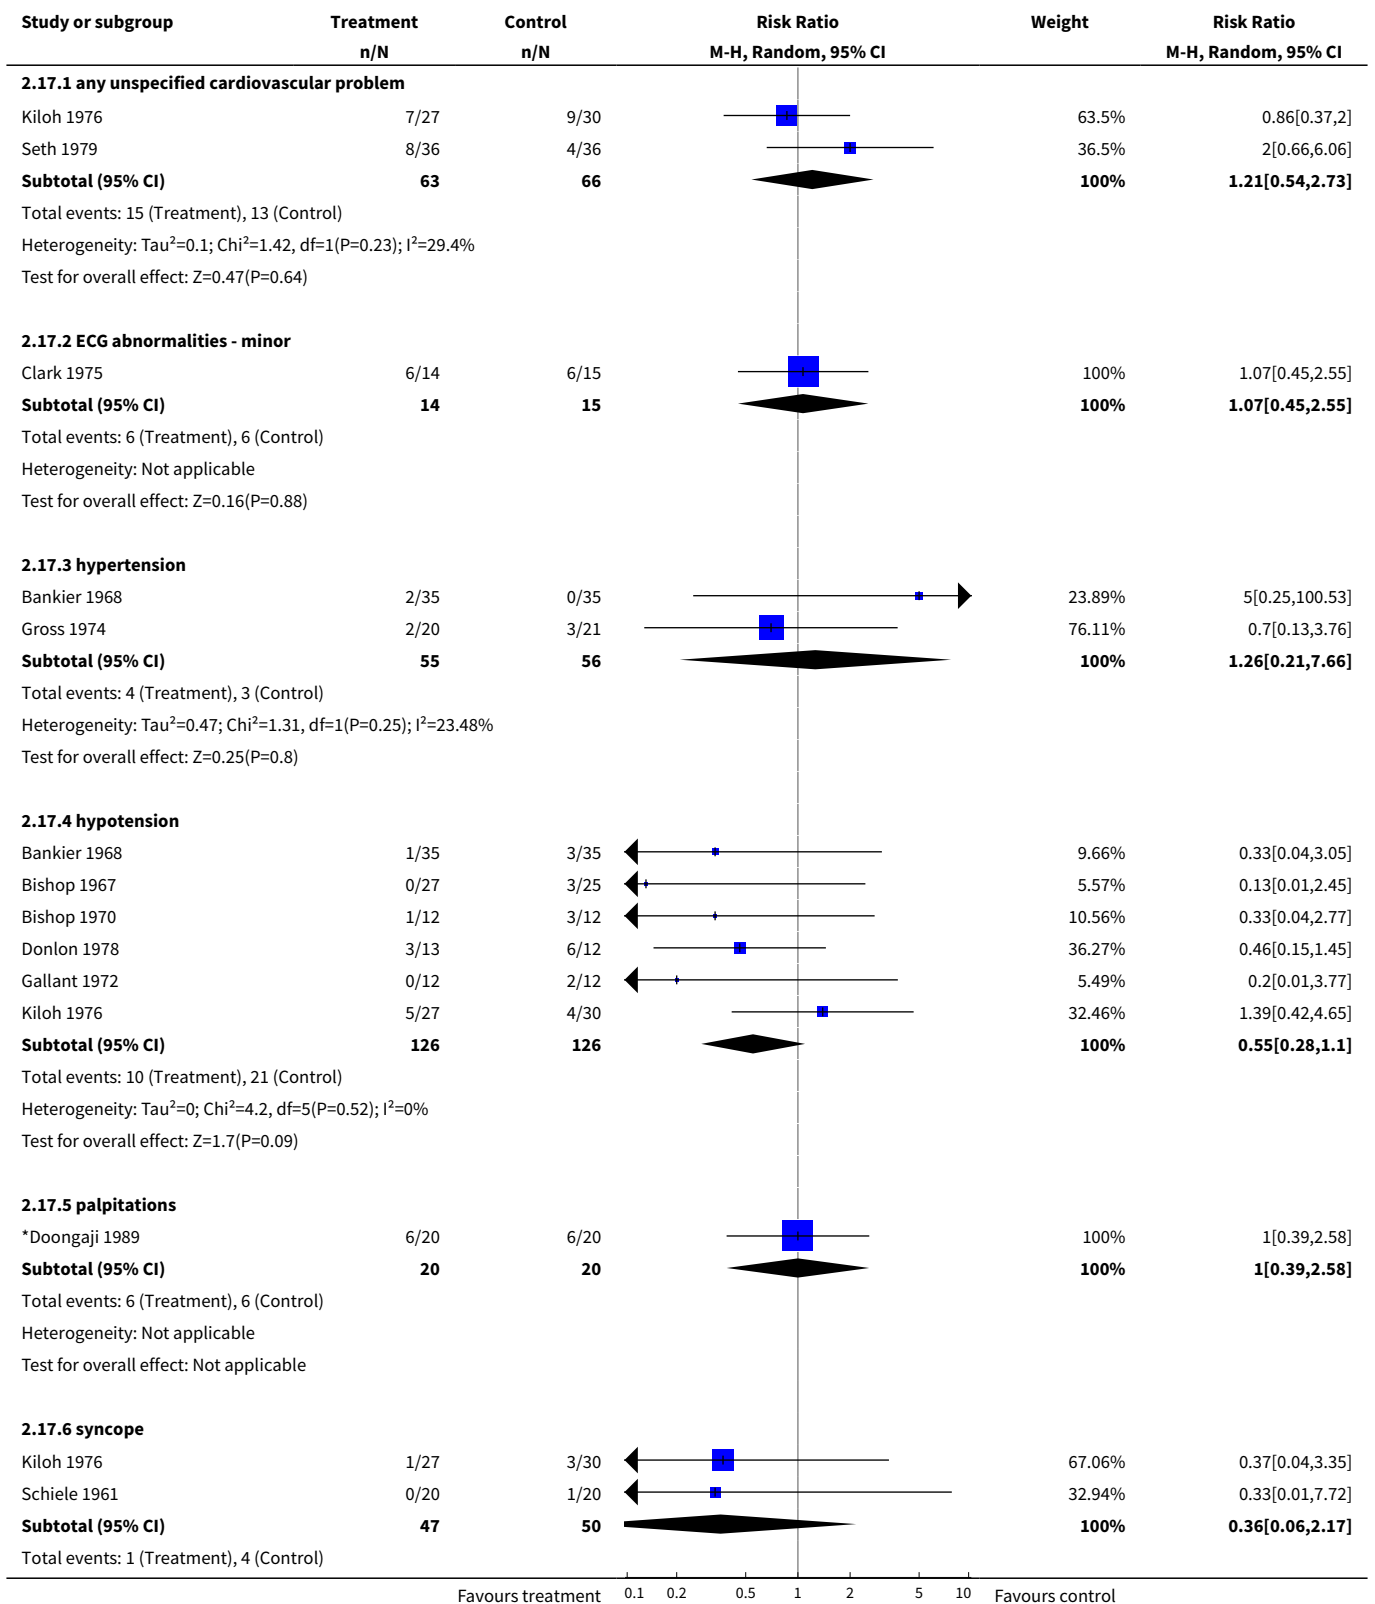 Study or subgroup Treatment Control Risk Ratio Weight Risk Ratio
n/N n/N M-H, Random, 95% CI M-H, Random, 95% CI
2.17.1 any unspecified cardiovascular problem
Kiloh 1976 7/27 9/30 63.5% 0.86[0.37,2]
Seth 1979 8/36 4/36 36.5% 2[0.66,6.06]
Subtotal (95% CI) 63 66 100% 1.21[0.54,2.73]
Total events: 15 (Treatment), 13 (Control)
Heterogeneity: Tau²=0.1; Chi²=1.42, df=1(P=0.23); I²=29.4%
Test for overall effect: Z=0.47(P=0.64)
2.17.2 ECG abnormalities - minor
Clark 1975 6/14 6/15 100% 1.07[0.45,2.55]
Subtotal (95% CI) 14 15 100% 1.07[0.45,2.55]
Total events: 6 (Treatment), 6 (Control)
Heterogeneity: Not applicable
Test for overall effect: Z=0.16(P=0.88)
2.17.3 hypertension
Bankier 1968 2/35 0/35 23.89% 5[0.25,100.53]
Gross 1974 2/20 3/21 76.11% 0.7[0.13,3.76]
Subtotal (95% CI) 55 56 100% 1.26[0.21,7.66]
Total events: 4 (Treatment), 3 (Control)
Heterogeneity: Tau²=0.47; Chi²=1.31, df=1(P=0.25); I²=23.48%
Test for overall effect: Z=0.25(P=0.8)
2.17.4 hypotension
Bankier 1968 1/35 3/35 9.66% 0.33[0.04,3.05]
Bishop 1967 0/27 3/25 5.57% 0.13[0.01,2.45]
Bishop 1970 1/12 3/12 10.56% 0.33[0.04,2.77]
Donlon 1978 3/13 6/12 36.27% 0.46[0.15,1.45]
Gallant 1972 0/12 2/12 5.49% 0.2[0.01,3.77]
Kiloh 1976 5/27 4/30 32.46% 1.39[0.42,4.65]
Subtotal (95% CI) 126 126 100% 0.55[0.28,1.1]
Total events: 10 (Treatment), 21 (Control)
Heterogeneity: Tau²=0; Chi²=4.2, df=5(P=0.52); I²=0%
Test for overall effect: Z=1.7(P=0.09)
2.17.5 palpitations
*Doongaji 1989 6/20 6/20 100% 1[0.39,2.58]
Subtotal (95% CI) 20 20 100% 1[0.39,2.58]
Total events: 6 (Treatment), 6 (Control)
Heterogeneity: Not applicable
Test for overall effect: Not applicable
2.17.6 syncope
Kiloh 1976 1/27 3/30 67.06% 0.37[0.04,3.35]
Schiele 1961 0/20 1/20 32.94% 0.33[0.01,7.72]
Subtotal (95% CI) 47 50 100% 0.36[0.06,2.17]
Total events: 1 (Treatment), 4 (Control)
Favours treatment 0.1 0.2 0.5 1 2 5 10 Favours control